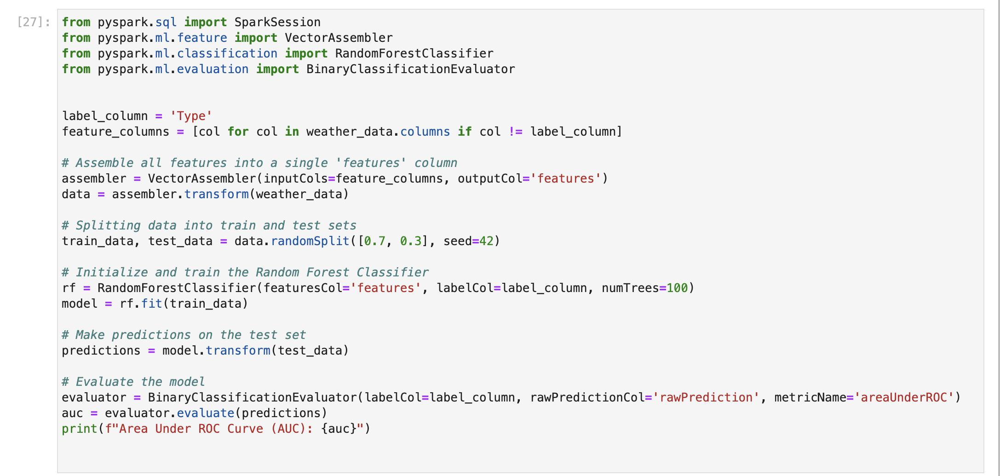 [27]: from pyspark.sql import SparkSession
from pyspark.ml.feature import VectorAssembler
from pyspark.ml.classification import RandomForestClassifier
from pyspark.ml.evaluation import BinaryClassificationEvaluator
label_column = 'Type'
feature_columns = [col for col in weather_data.columns if col != label_column]
# Assemble all features into a single 'features' column
assembler = VectorAssembler(inputCols=feature_columns, outputCol='features')
data = assembler.transform(weather_data)
# Splitting data into train and test sets
train_data, test_data = data.randomSplit([0.7, 0.3], seed=42)
# Initialize and train the Random Forest Classifier
rf = RandomForestClassifier(featuresCol='features', labelCol=label_column, numTrees=100)
model = rf.fit(train_data)
# Make predictions on the test set
predictions = model.transform(test_data)
# Evaluate the model
evaluator = BinaryClassificationEvaluator(labelCol=label_column, rawPredictionCol='rawPrediction', metricName='areaUnderROC')
auc = evaluator.evaluate(predictions)
print(f"Area Under ROC Curve (AUC): {auc}")